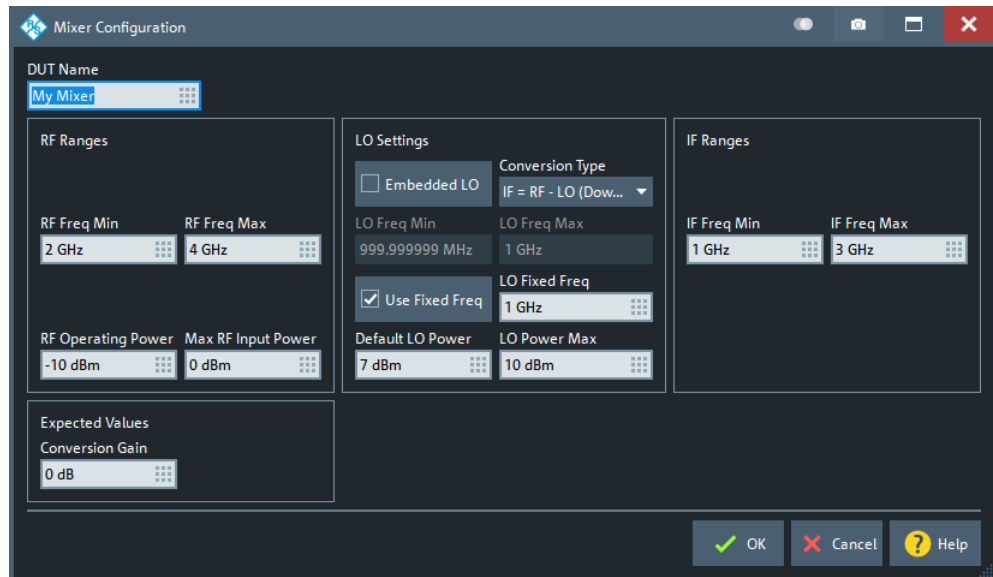 Mixer Configuration
DUT Name
My Mixer
RF Ranges
RF Freq Min RF Freq Max
2 GHz 4 GHz
RF Operating Power Max RF Input Power
-10 dBm 0 dBm
LO Settings
Embedded LO
Conversion Type
IF = RF - LO (Dow...
LO Freq Min LO Freq Max
999.999999 MHz 1 GHz
Use Fixed Freq
LO Fixed Freq
1 GHz
Default LO Power LO Power Max
7 dBm 10 dBm
IF Ranges
IF Freq Min IF Freq Max
1 GHz 3 GHz
Expected Values
Conversion Gain
0 dB
OK Cancel Help